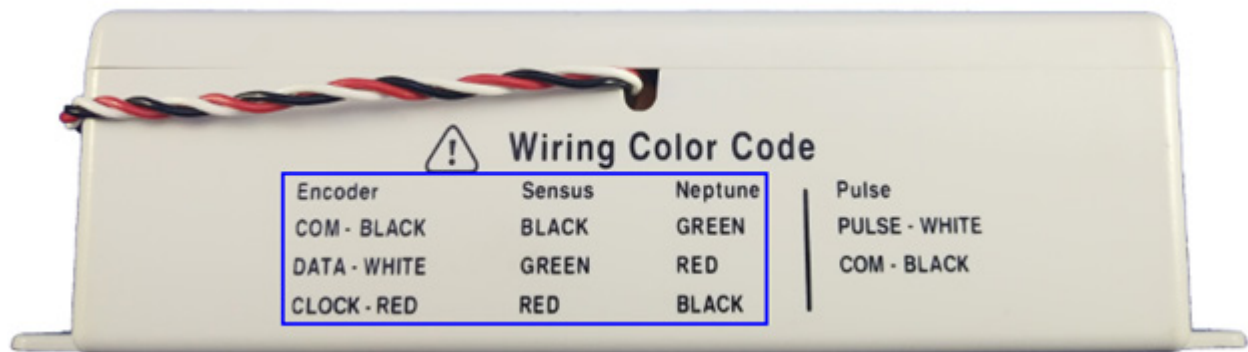 Wiring Color Code
Encoder Sensus Neptune Pulse
COM - BLACK BLACK GREEN PULSE - WHITE
DATA - WHITE GREEN RED COM - BLACK
CLOCK - RED RED BLACK